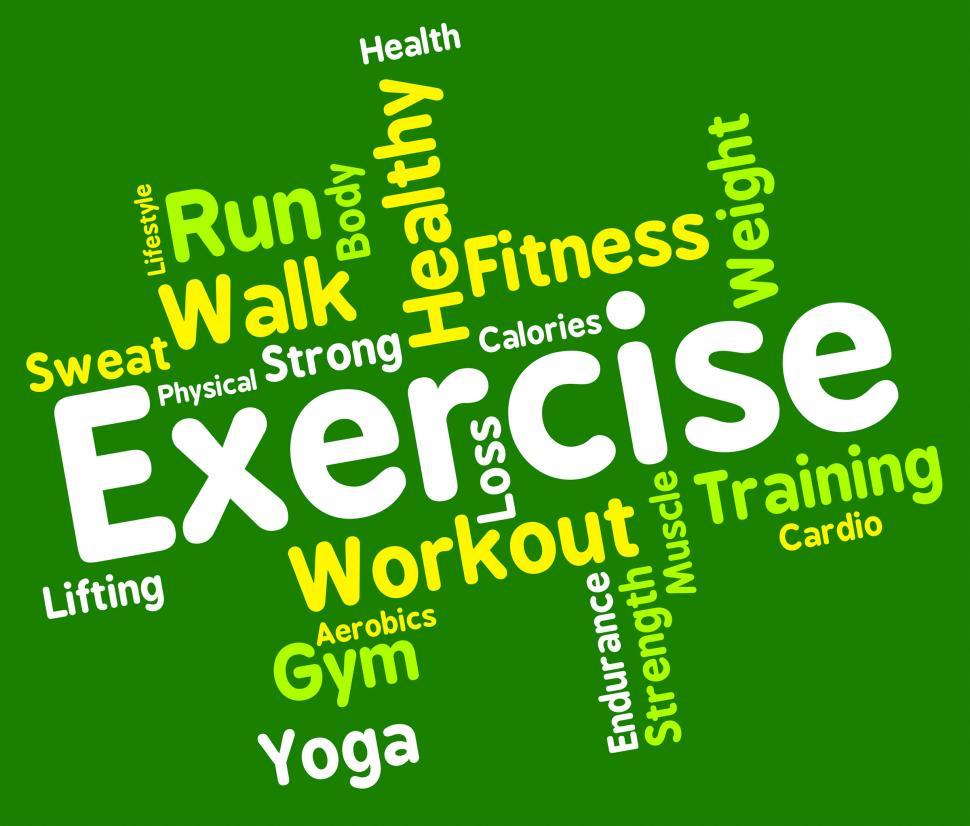 Health
Healthy
Weight
Lifestyle
Run
Body
Fitness
Walk
Calories
Strong
Sweat
Physical
Exercise
Loss
Training
Muscle
Cardio
Workout
Lifting
Endurance
Strength
Aerobics
Gym
Yoga